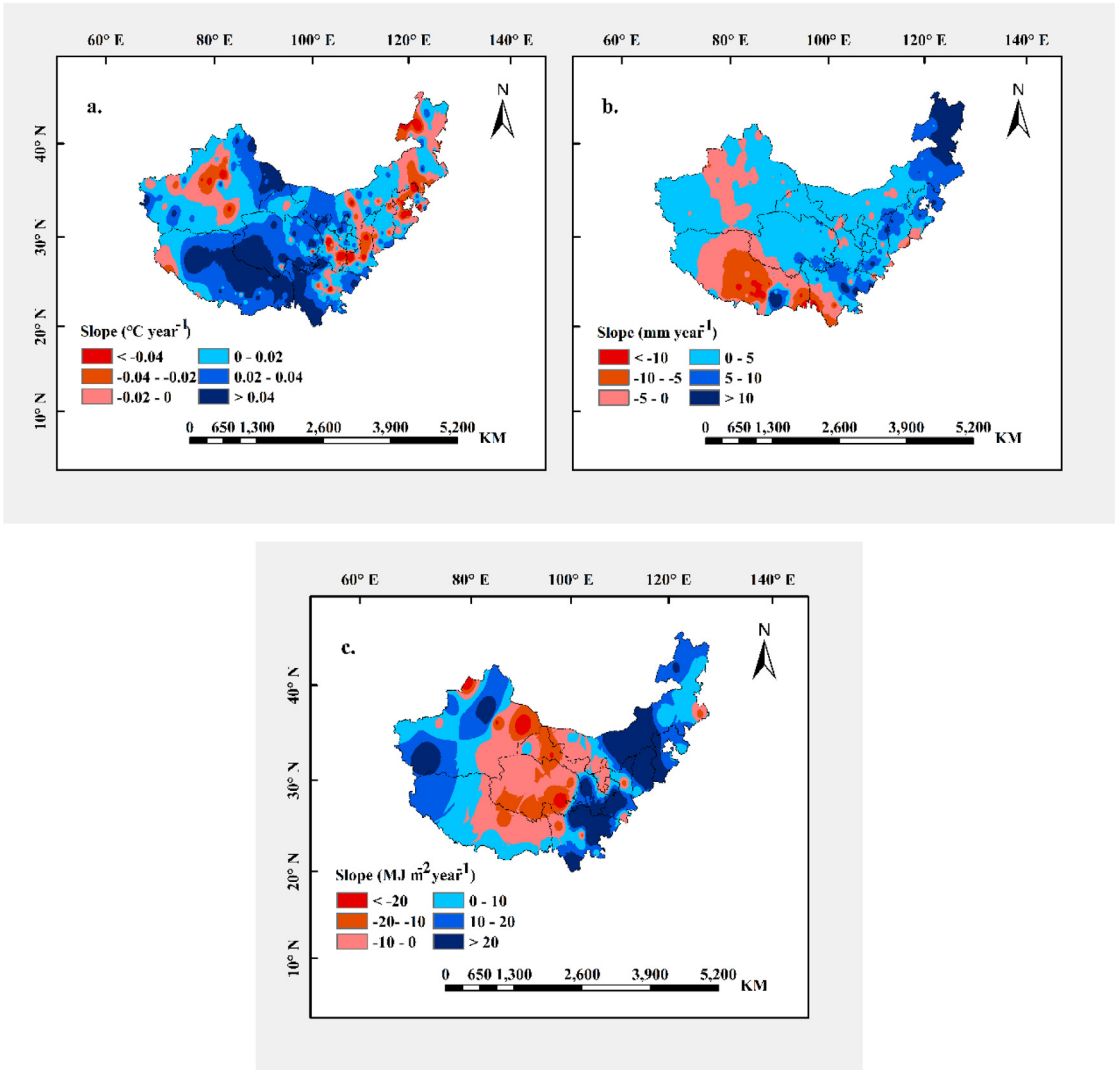 60° E 80° E 100° E 120° E 140° E
a.
N
40° N
30° N
20° N
10° N
Slope (°C year-1)
< -0.04 0 - 0.02
-0.04 - -0.02 0.02 - 0.04
-0.02 - 0 > 0.04
0 650 1,300 2,600 3,900 5,200
KM
60° E 80° E 100° E 120° E 140° E
b.
N
Slope (mm year-1)
< -10 0 - 5
-10 - -5 5 - 10
-5 - 0 > 10
0 650 1,300 2,600 3,900 5,200
KM
60° E 80° E 100° E 120° E 140° E
c.
N
40° N
30° N
20° N
10° N
Slope (MJ m-2 year-1)
< -20 0 - 10
-20- -10 10 - 20
-10 - 0 > 20
0 650 1,300 2,600 3,900 5,200
KM